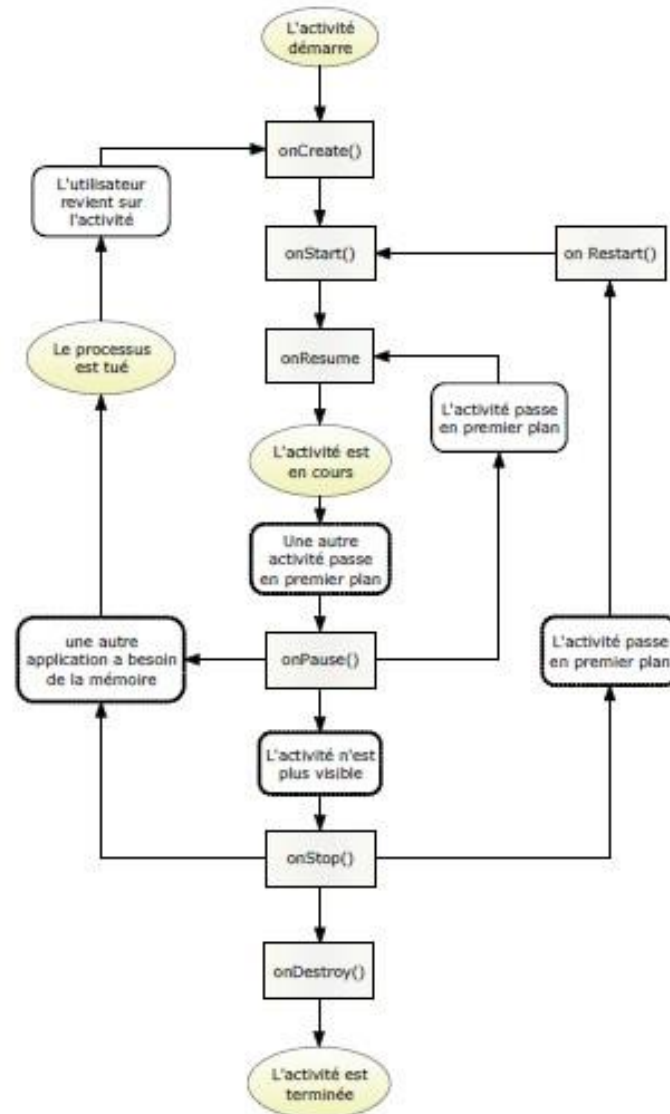 L'activité
démarre
onCreate()
L'utilisateur
revient sur
l'activité
onStart()
on Restart()
Le processus
est tué
onResume
L'activité passe
en premier plan
L'activité est
en cours
Une autre
activité passe
en premier plan
une autre
application a besoin
de la mémoire
onPause()
L'activité passe
en premier plan
L'activité n'est
plus visible
onStop()
onDestroy()
L'activité est
terminée